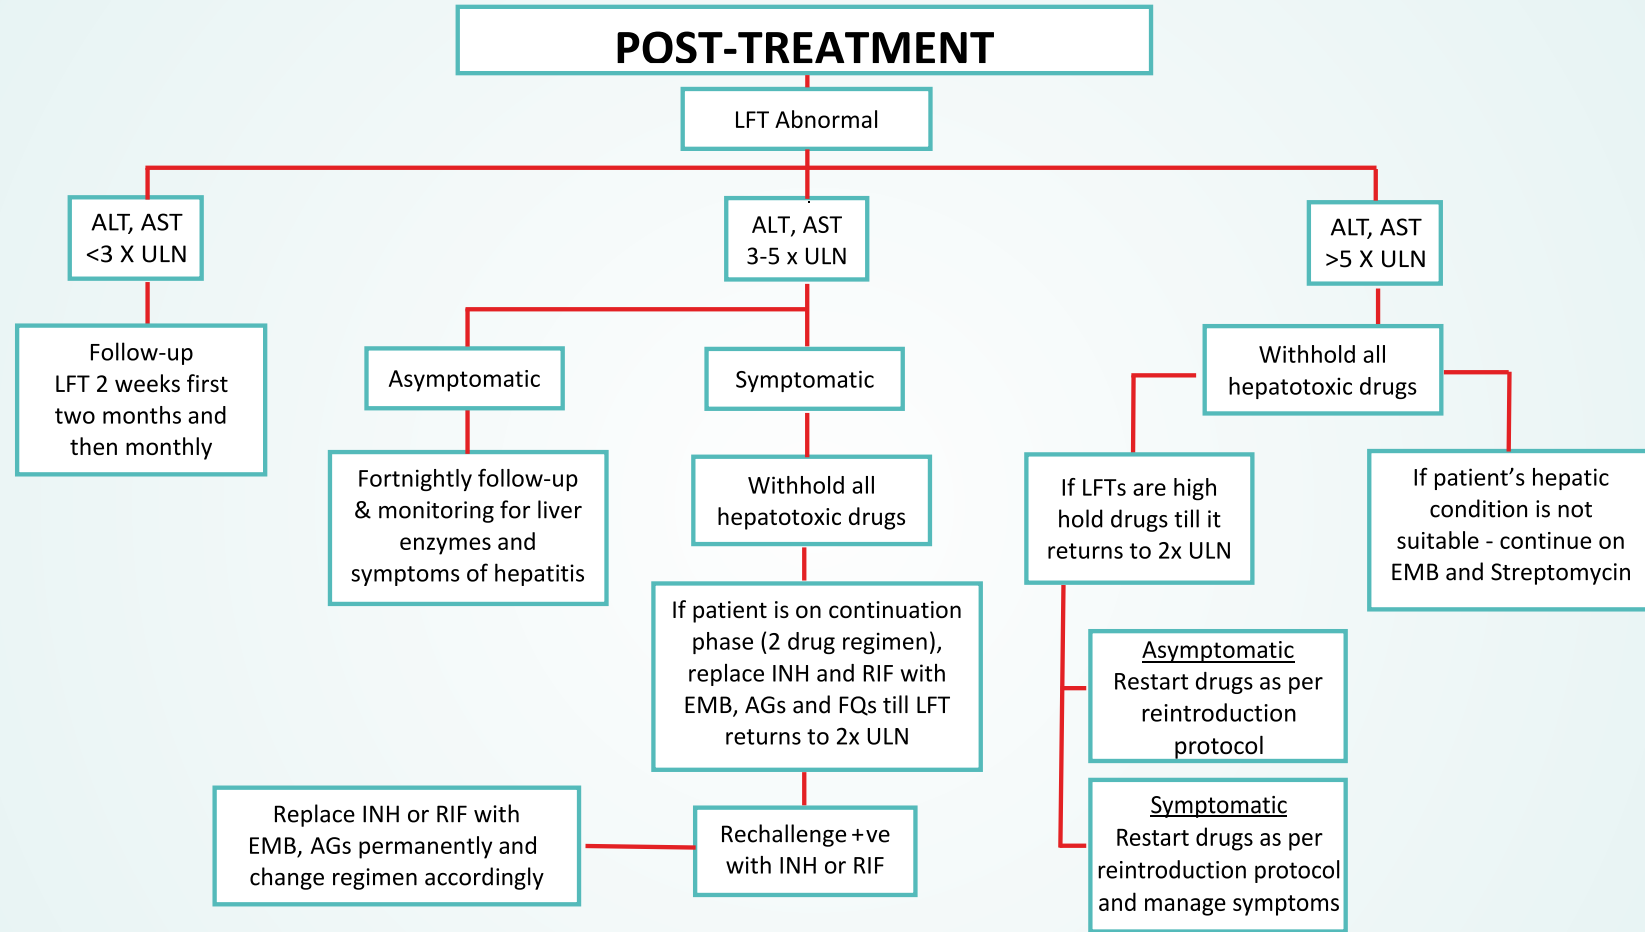 POST-TREATMENT
LFT Abnormal
ALT, AST
<3 X ULN
ALT, AST
3-5 x ULN
ALT, AST
>5 X ULN
Follow-up
LFT 2 weeks first
two months and
then monthly
Asymptomatic
Symptomatic
Withhold all
hepatotoxic drugs
Fortnightly follow-up
& monitoring for liver
enzymes and
symptoms of hepatitis
Withhold all
hepatotoxic drugs
If LFTs are high
hold drugs till it
returns to 2x ULN
If patient’s hepatic
condition is not
suitable - continue on
EMB and Streptomycin
If patient is on continuation
phase (2 drug regimen),
replace INH and RIF with
EMB, AGs and FQs till LFT
returns to 2x ULN
Asymptomatic
Restart drugs as per
reintroduction
protocol
Replace INH or RIF with
EMB, AGs permanently and
change regimen accordingly
Rechallenge +ve
with INH or RIF
Symptomatic
Restart drugs as per
reintroduction protocol
and manage symptoms